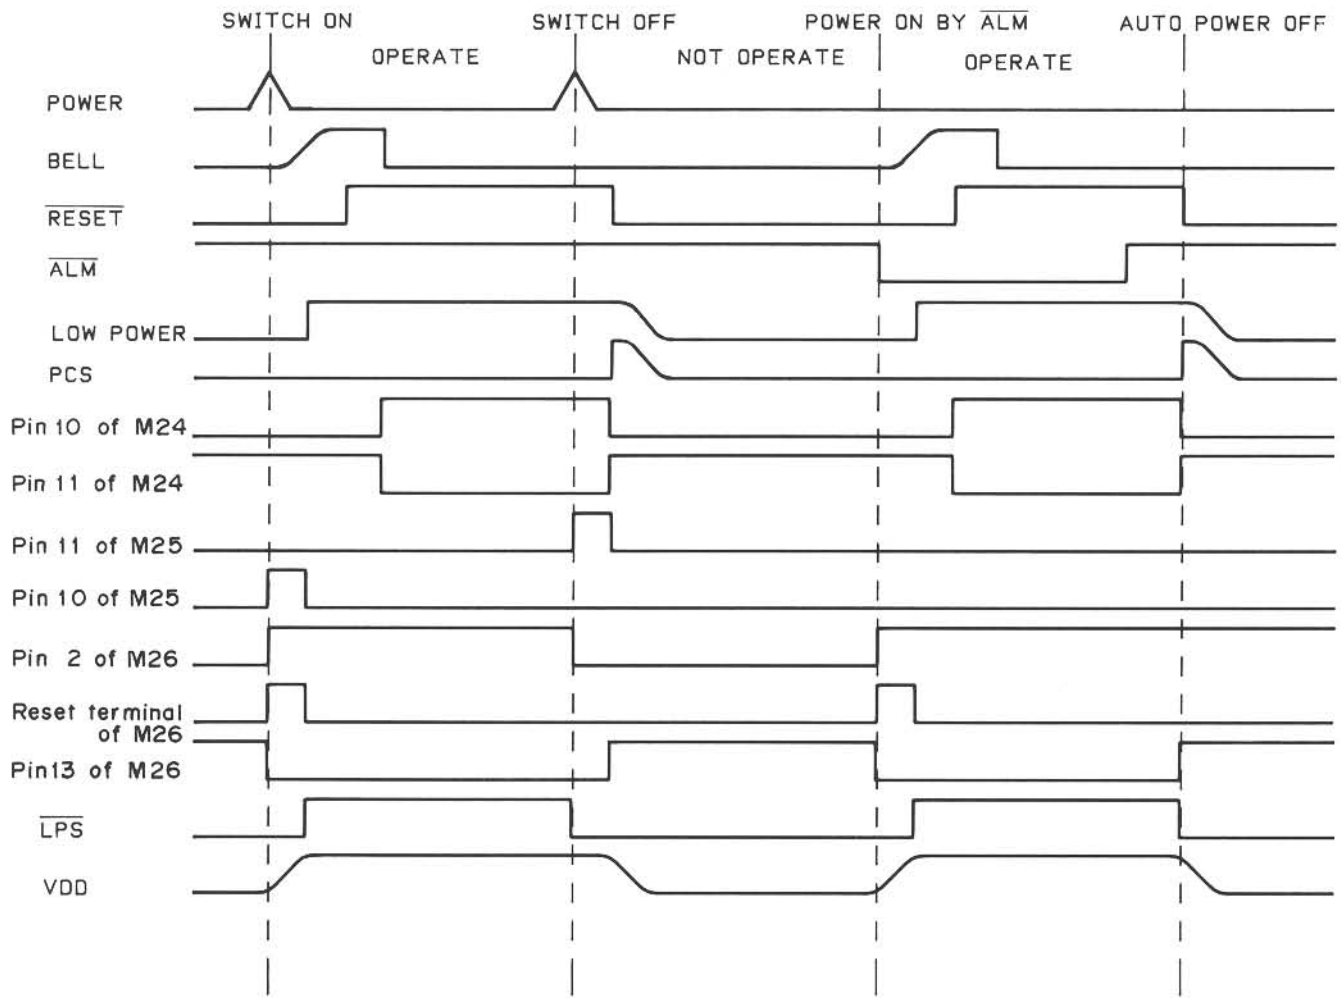 SWITCH ON SWITCH OFF POWER ON BY ALM AUTO POWER OFF
OPERATE NOT OPERATE OPERATE
POWER
BELL
RESET
ALM
LOW POWER
PCS
Pin 10 of M24
Pin 11 of M24
Pin 11 of M25
Pin 10 of M25
Pin 2 of M26
Reset terminal
of M26
Pin 13 of M26
LPS
VDD